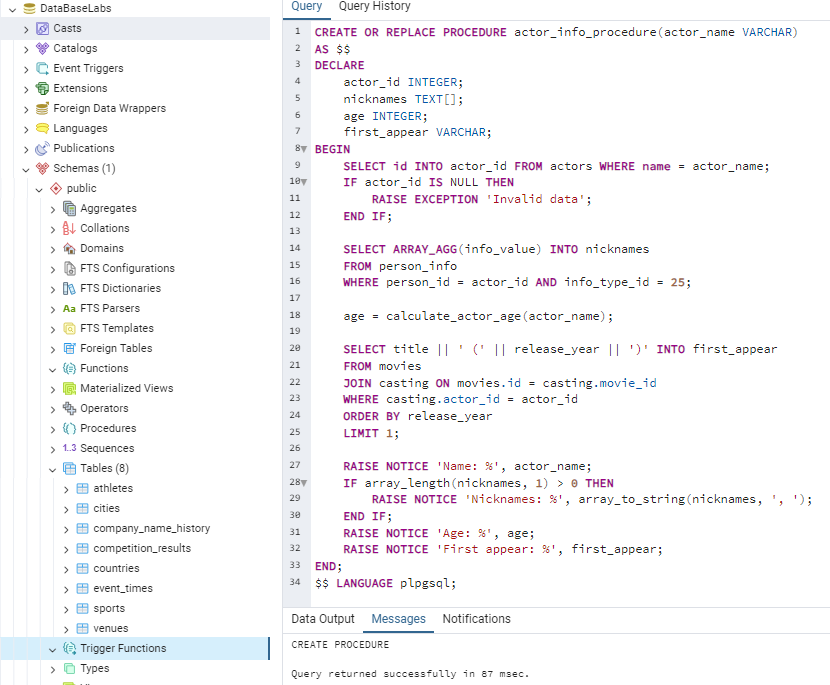 DataBaseLabs
Casts
Catalogs
Event Triggers
Extensions
Foreign Data Wrappers
Languages
Publications
Schemas (1)
public
Aggregates
Collations
Domains
FTS Configurations
FTS Dictionaries
Aa FTS Parsers
FTS Templates
Foreign Tables
Functions
Materialized Views
Operators
Procedures
1..3 Sequences
Tables (8)
athletes
cities
company_name_history
competition_results
countries
event_times
sports
venues
Trigger Functions
Types
Query Query History
1 CREATE OR REPLACE PROCEDURE actor_info_procedure(actor_name VARCHAR)
2 AS $$
3 DECLARE
4 actor_id INTEGER;
5 nicknames TEXT[];
6 age INTEGER;
7 first_appear VARCHAR;
8 BEGIN
9 SELECT id INTO actor_id FROM actors WHERE name = actor_name;
10 IF actor_id IS NULL THEN
11 RAISE EXCEPTION 'Invalid data';
12 END IF;
13
14 SELECT ARRAY_AGG(info_value) INTO nicknames
15 FROM person_info
16 WHERE person_id = actor_id AND info_type_id = 25;
17
18 age = calculate_actor_age(actor_name);
19
20 SELECT title || ' (' || release_year || ')' INTO first_appear
21 FROM movies
22 JOIN casting ON movies.id = casting.movie_id
23 WHERE casting.actor_id = actor_id
24 ORDER BY release_year
25 LIMIT 1;
26
27 RAISE NOTICE 'Name: %', actor_name;
28 IF array_length(nicknames, 1) > 0 THEN
29 RAISE NOTICE 'Nicknames: %', array_to_string(nicknames, ', ');
30 END IF;
31 RAISE NOTICE 'Age: %', age;
32 RAISE NOTICE 'First appear: %', first_appear;
33 END;
34 $$ LANGUAGE plpgsql;
Data Output Messages Notifications
CREATE PROCEDURE
Query returned successfully in 87 msec.